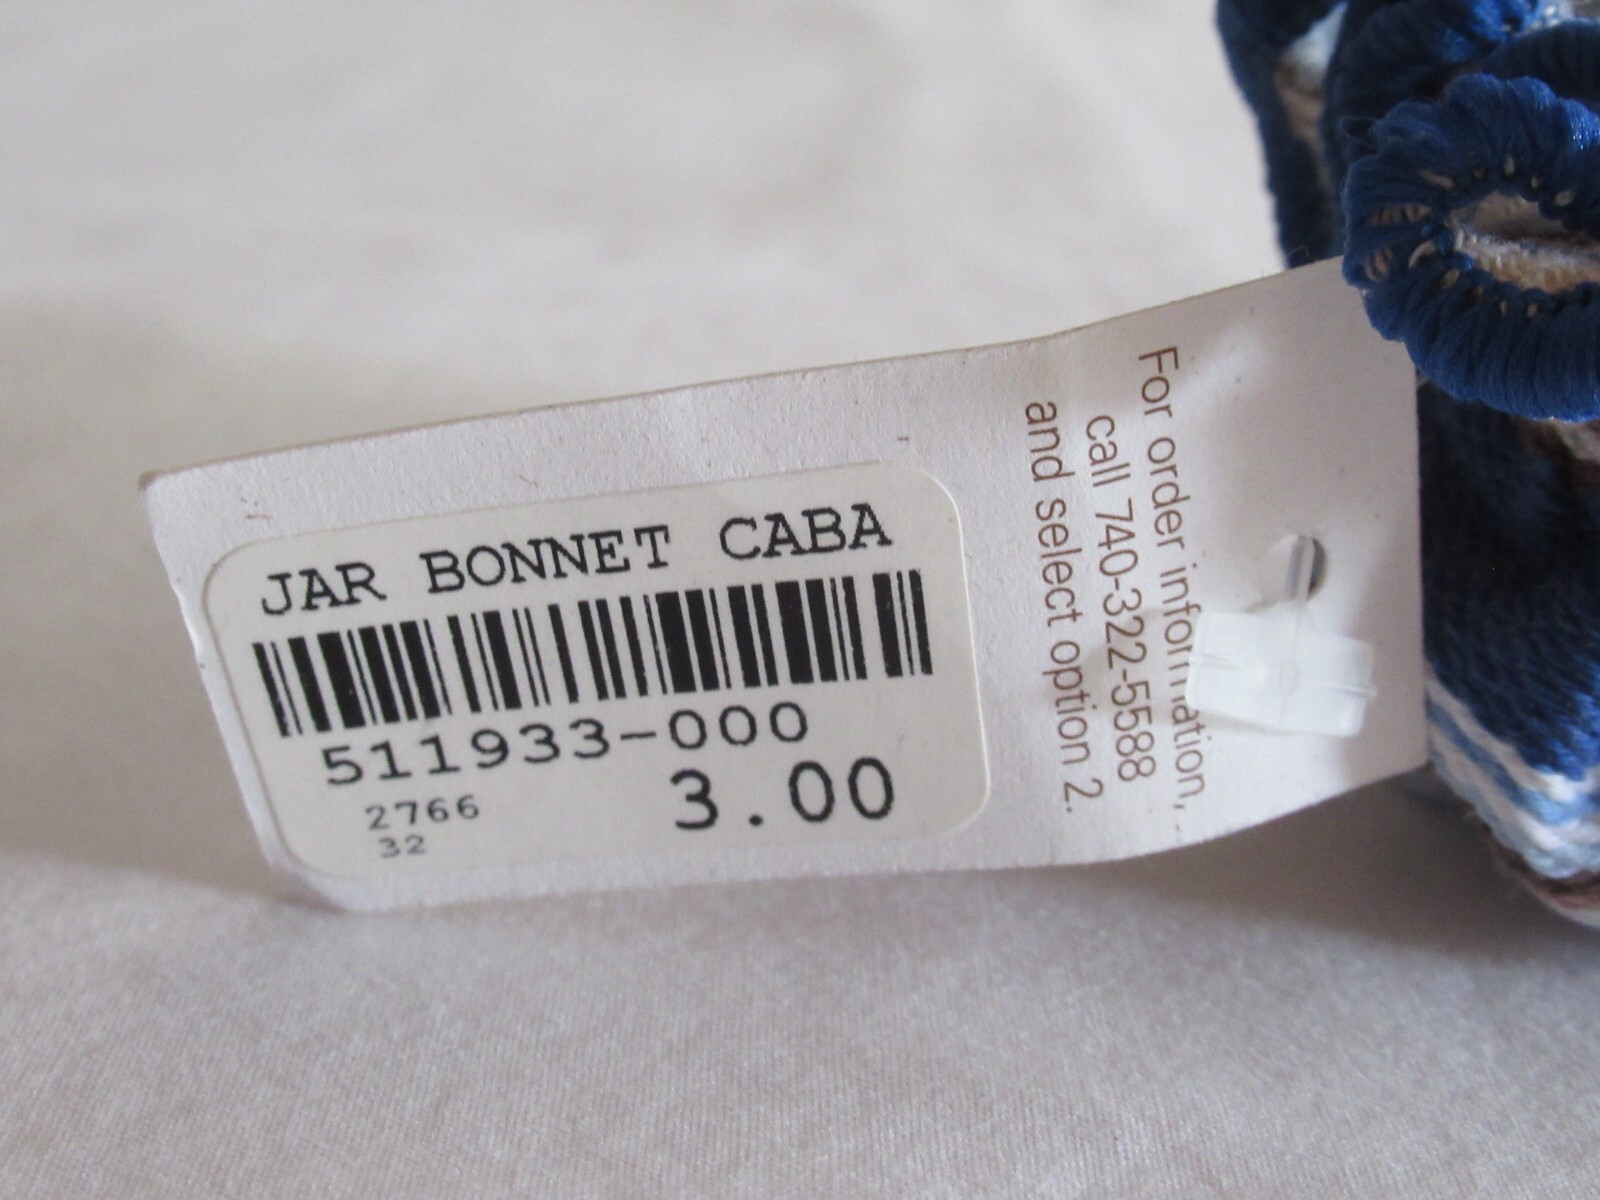 JAR BONNET CABA
511933-000
2766
32
3.00
For order information,
call 740-322-5588
and select option 2.